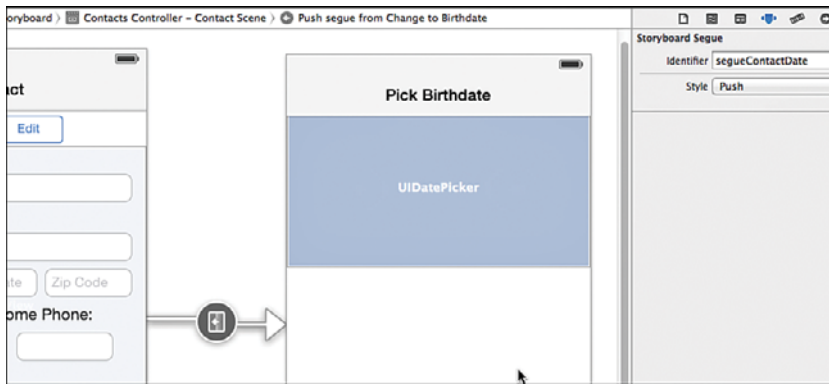 oryboard ⟩ Contacts Controller – Contact Scene ⟩ Push segue from Change to Birthdate
Storyboard Segue
Identifier segueContactDate
Style Push
act
Pick Birthdate
Edit
UIDatePicker
ate Zip Code
ome Phone: